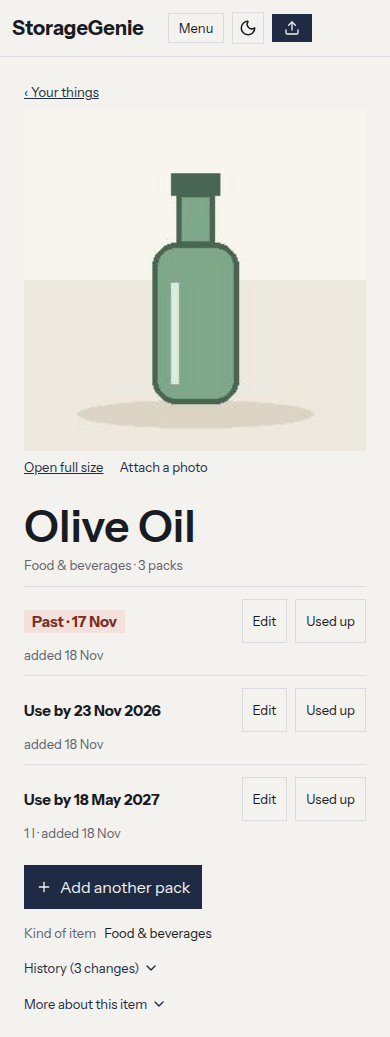 StorageGenie Menu
‹ Your things
Open full size Attach a photo
Olive Oil
Food & beverages · 3 packs
Past · 17 Nov Edit Used up
added 18 Nov
Use by 23 Nov 2026 Edit Used up
added 18 Nov
Use by 18 May 2027 Edit Used up
1 l · added 18 Nov
+ Add another pack
Kind of item Food & beverages
History (3 changes)
More about this item